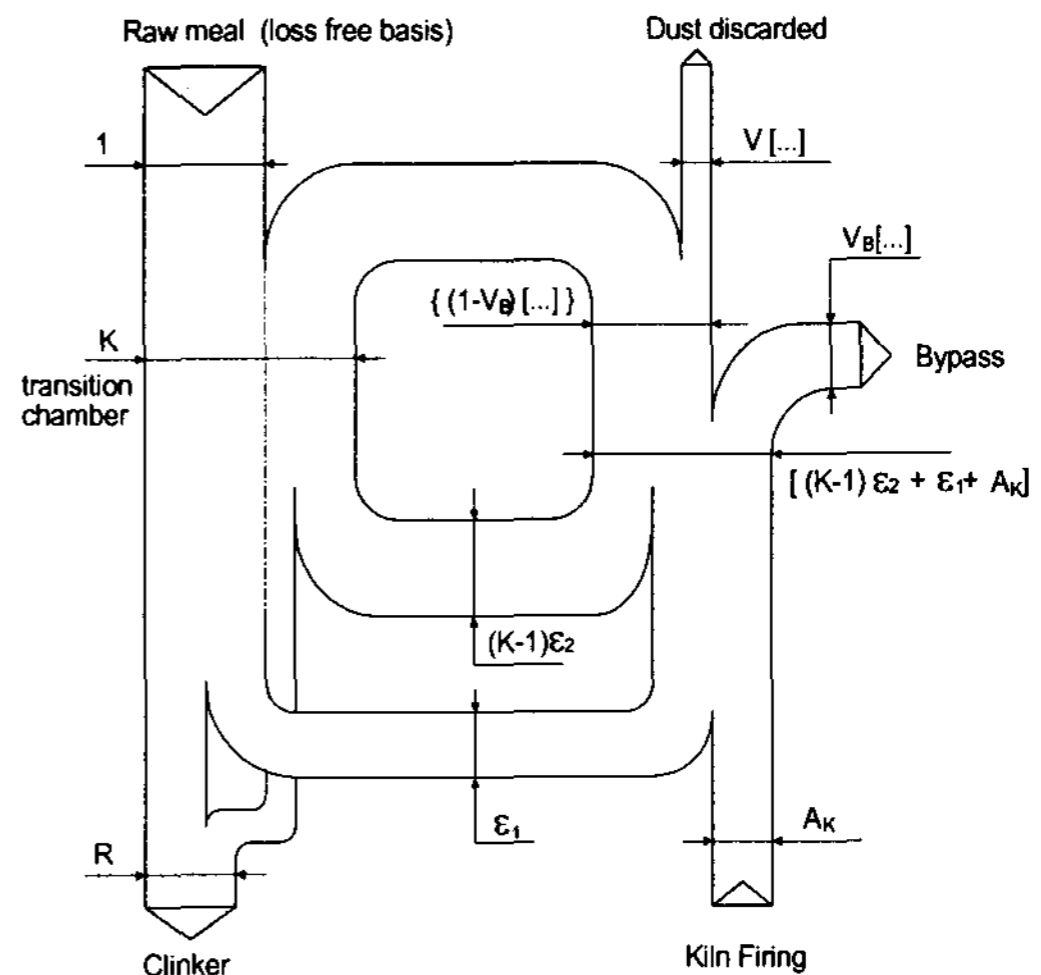 Raw meal (loss free basis)
Dust discarded
1
V [...]
V_B[...]
{ (1-V_B) [...] }
K
transition
chamber
Bypass
[ (K-1) ε₂ + ε₁+ A_K]
(K-1)ε₂
ε₁
A_K
R
Clinker
Kiln Firing